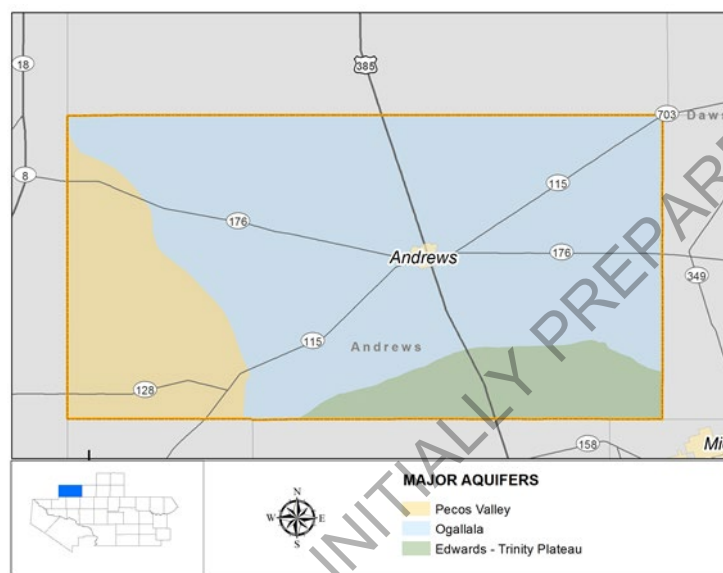 18
385
703
Daws
8
115
176
Andrews
176
349
115
Andrews
128
158
Mi
INITIALLY PREPARE
N
W E
S
MAJOR AQUIFERS
Pecos Valley
Ogallala
Edwards - Trinity Plateau